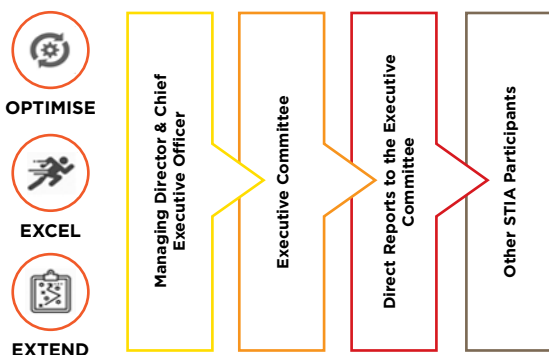 OPTIMISE
EXCEL
EXTEND
Managing Director & Chief
Executive Officer
Executive Committee
Direct Reports to the Executive
Committee
Other STIA Participants